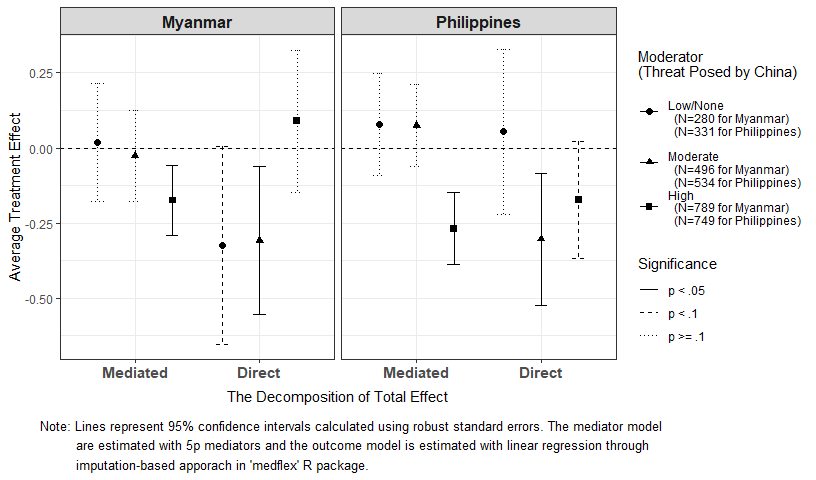 Myanmar
Philippines
Average Treatment Effect
0.25
0.00
-0.25
-0.50
Mediated
Direct
Mediated
Direct
The Decomposition of Total Effect
Moderator
(Threat Posed by China)
Low/None
(N=280 for Myanmar)
(N=331 for Philippines)
Moderate
(N=496 for Myanmar)
(N=534 for Philippines)
High
(N=789 for Myanmar)
(N=749 for Philippines)
Significance
p < .05
p < .1
p >= .1
Note: Lines represent 95% confidence intervals calculated using robust standard errors. The mediator model
are estimated with 5p mediators and the outcome model is estimated with linear regression through
imputation-based apporach in 'medflex' R package.